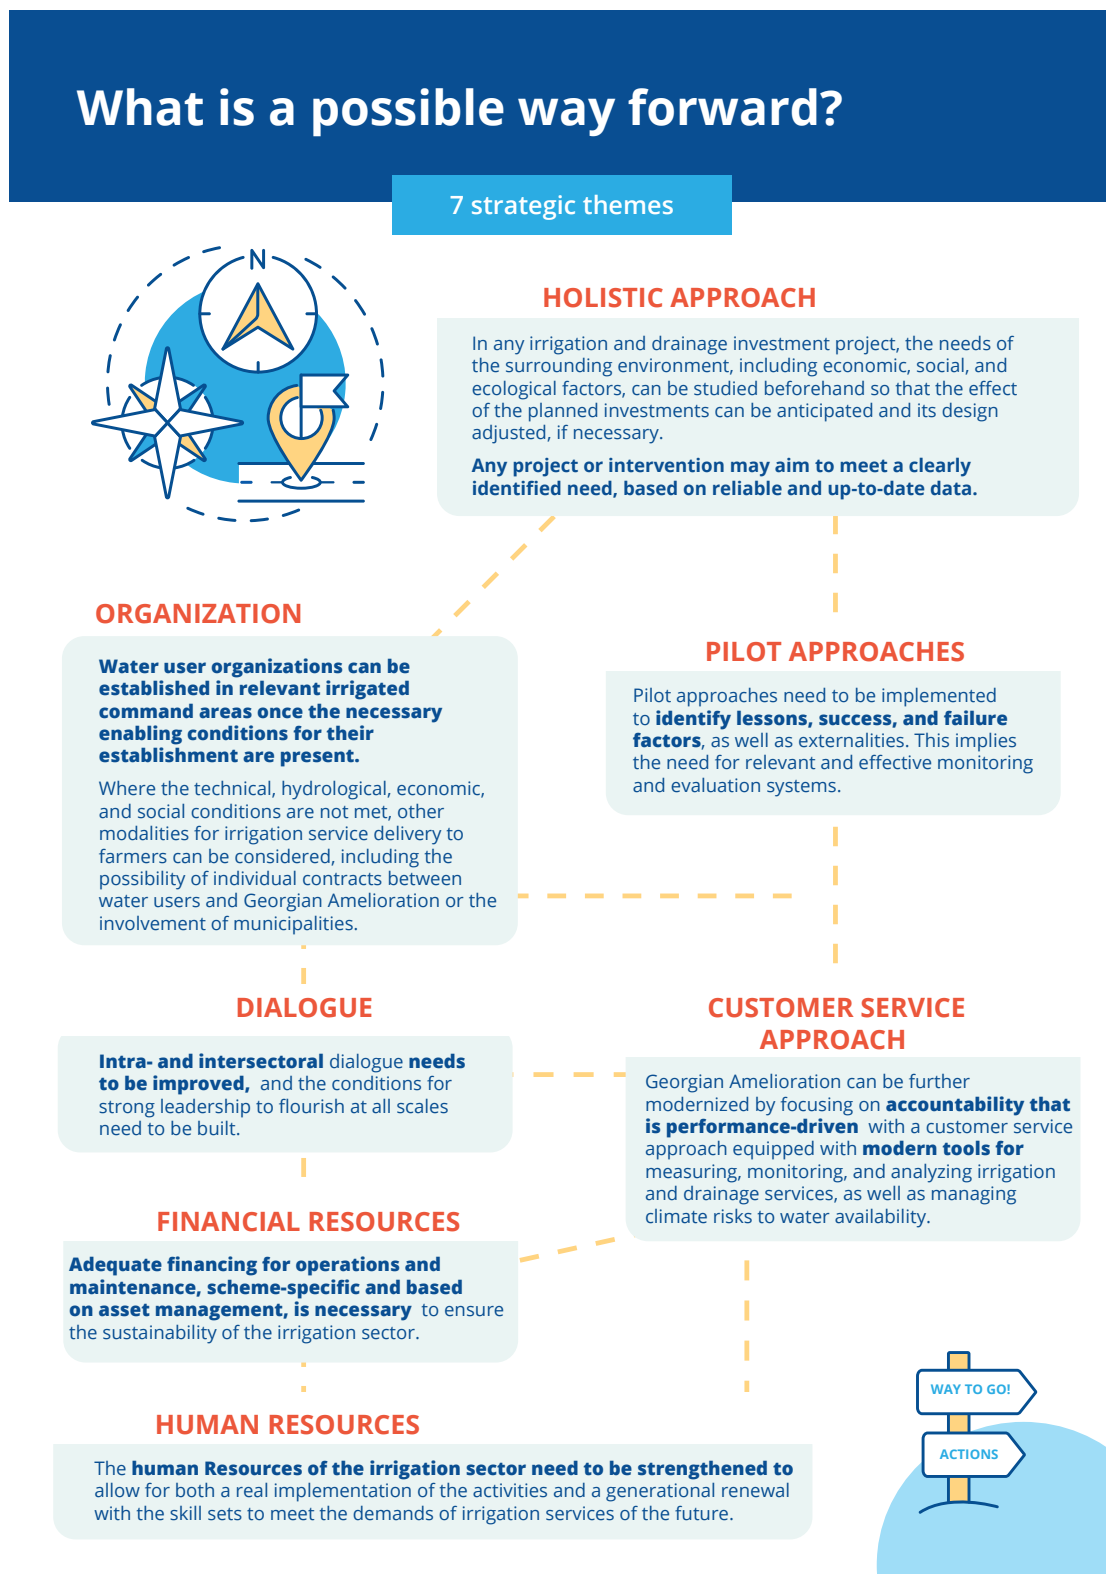 What is a possible way forward?
7 strategic themes
N
HOLISTIC APPROACH
In any irrigation and drainage investment project, the needs of
the surrounding environment, including economic, social, and
ecological factors, can be studied beforehand so that the effect
of the planned investments can be anticipated and its design
adjusted, if necessary.
Any project or intervention may aim to meet a clearly
identified need, based on reliable and up-to-date data.
ORGANIZATION
Water user organizations can be
established in relevant irrigated
command areas once the necessary
enabling conditions for their
establishment are present.
Where the technical, hydrological, economic,
and social conditions are not met, other
modalities for irrigation service delivery to
farmers can be considered, including the
possibility of individual contracts between
water users and Georgian Amelioration or the
involvement of municipalities.
PILOT APPROACHES
Pilot approaches need to be implemented
to identify lessons, success, and failure
factors, as well as externalities. This implies
the need for relevant and effective monitoring
and evaluation systems.
DIALOGUE
Intra- and intersectoral dialogue needs
to be improved, and the conditions for
strong leadership to flourish at all scales
need to be built.
CUSTOMER SERVICE
APPROACH
Georgian Amelioration can be further
modernized by focusing on accountability that
is performance-driven with a customer service
approach equipped with modern tools for
measuring, monitoring, and analyzing irrigation
and drainage services, as well as managing
climate risks to water availability.
FINANCIAL RESOURCES
Adequate financing for operations and
maintenance, scheme-specific and based
on asset management, is necessary to ensure
the sustainability of the irrigation sector.
HUMAN RESOURCES
The human Resources of the irrigation sector need to be strengthened to
allow for both a real implementation of the activities and a generational renewal
with the skill sets to meet the demands of irrigation services of the future.
WAY TO GO!
ACTIONS